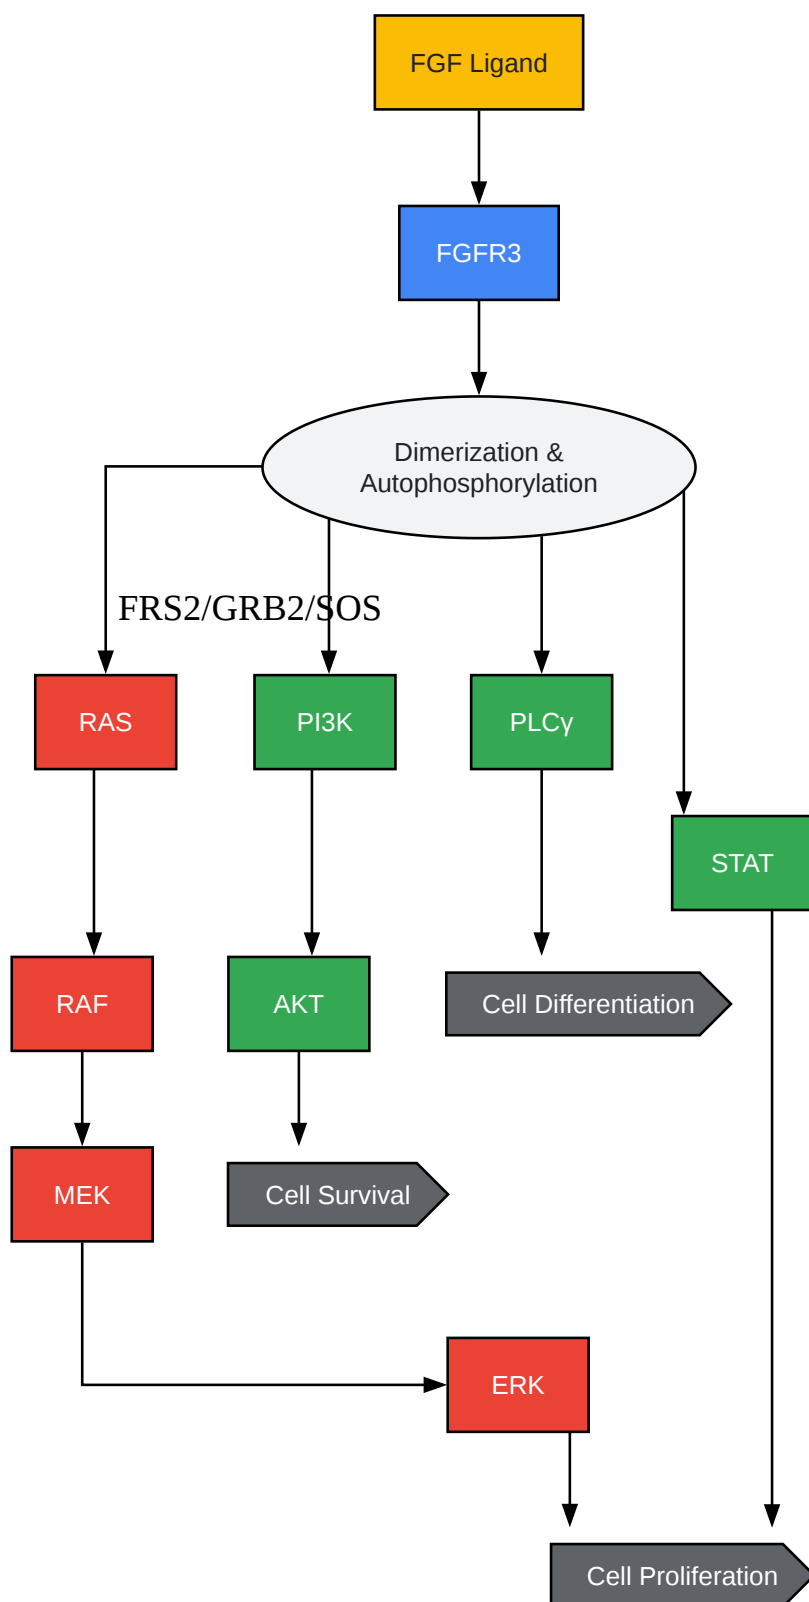 FGF Ligand
FGFR3
Dimerization &
Autophosphorylation
FRS2/GRB2/SOS
RAS
PI3K
PLCγ
STAT
RAF
AKT
Cell Differentiation
MEK
Cell Survival
ERK
Cell Proliferation